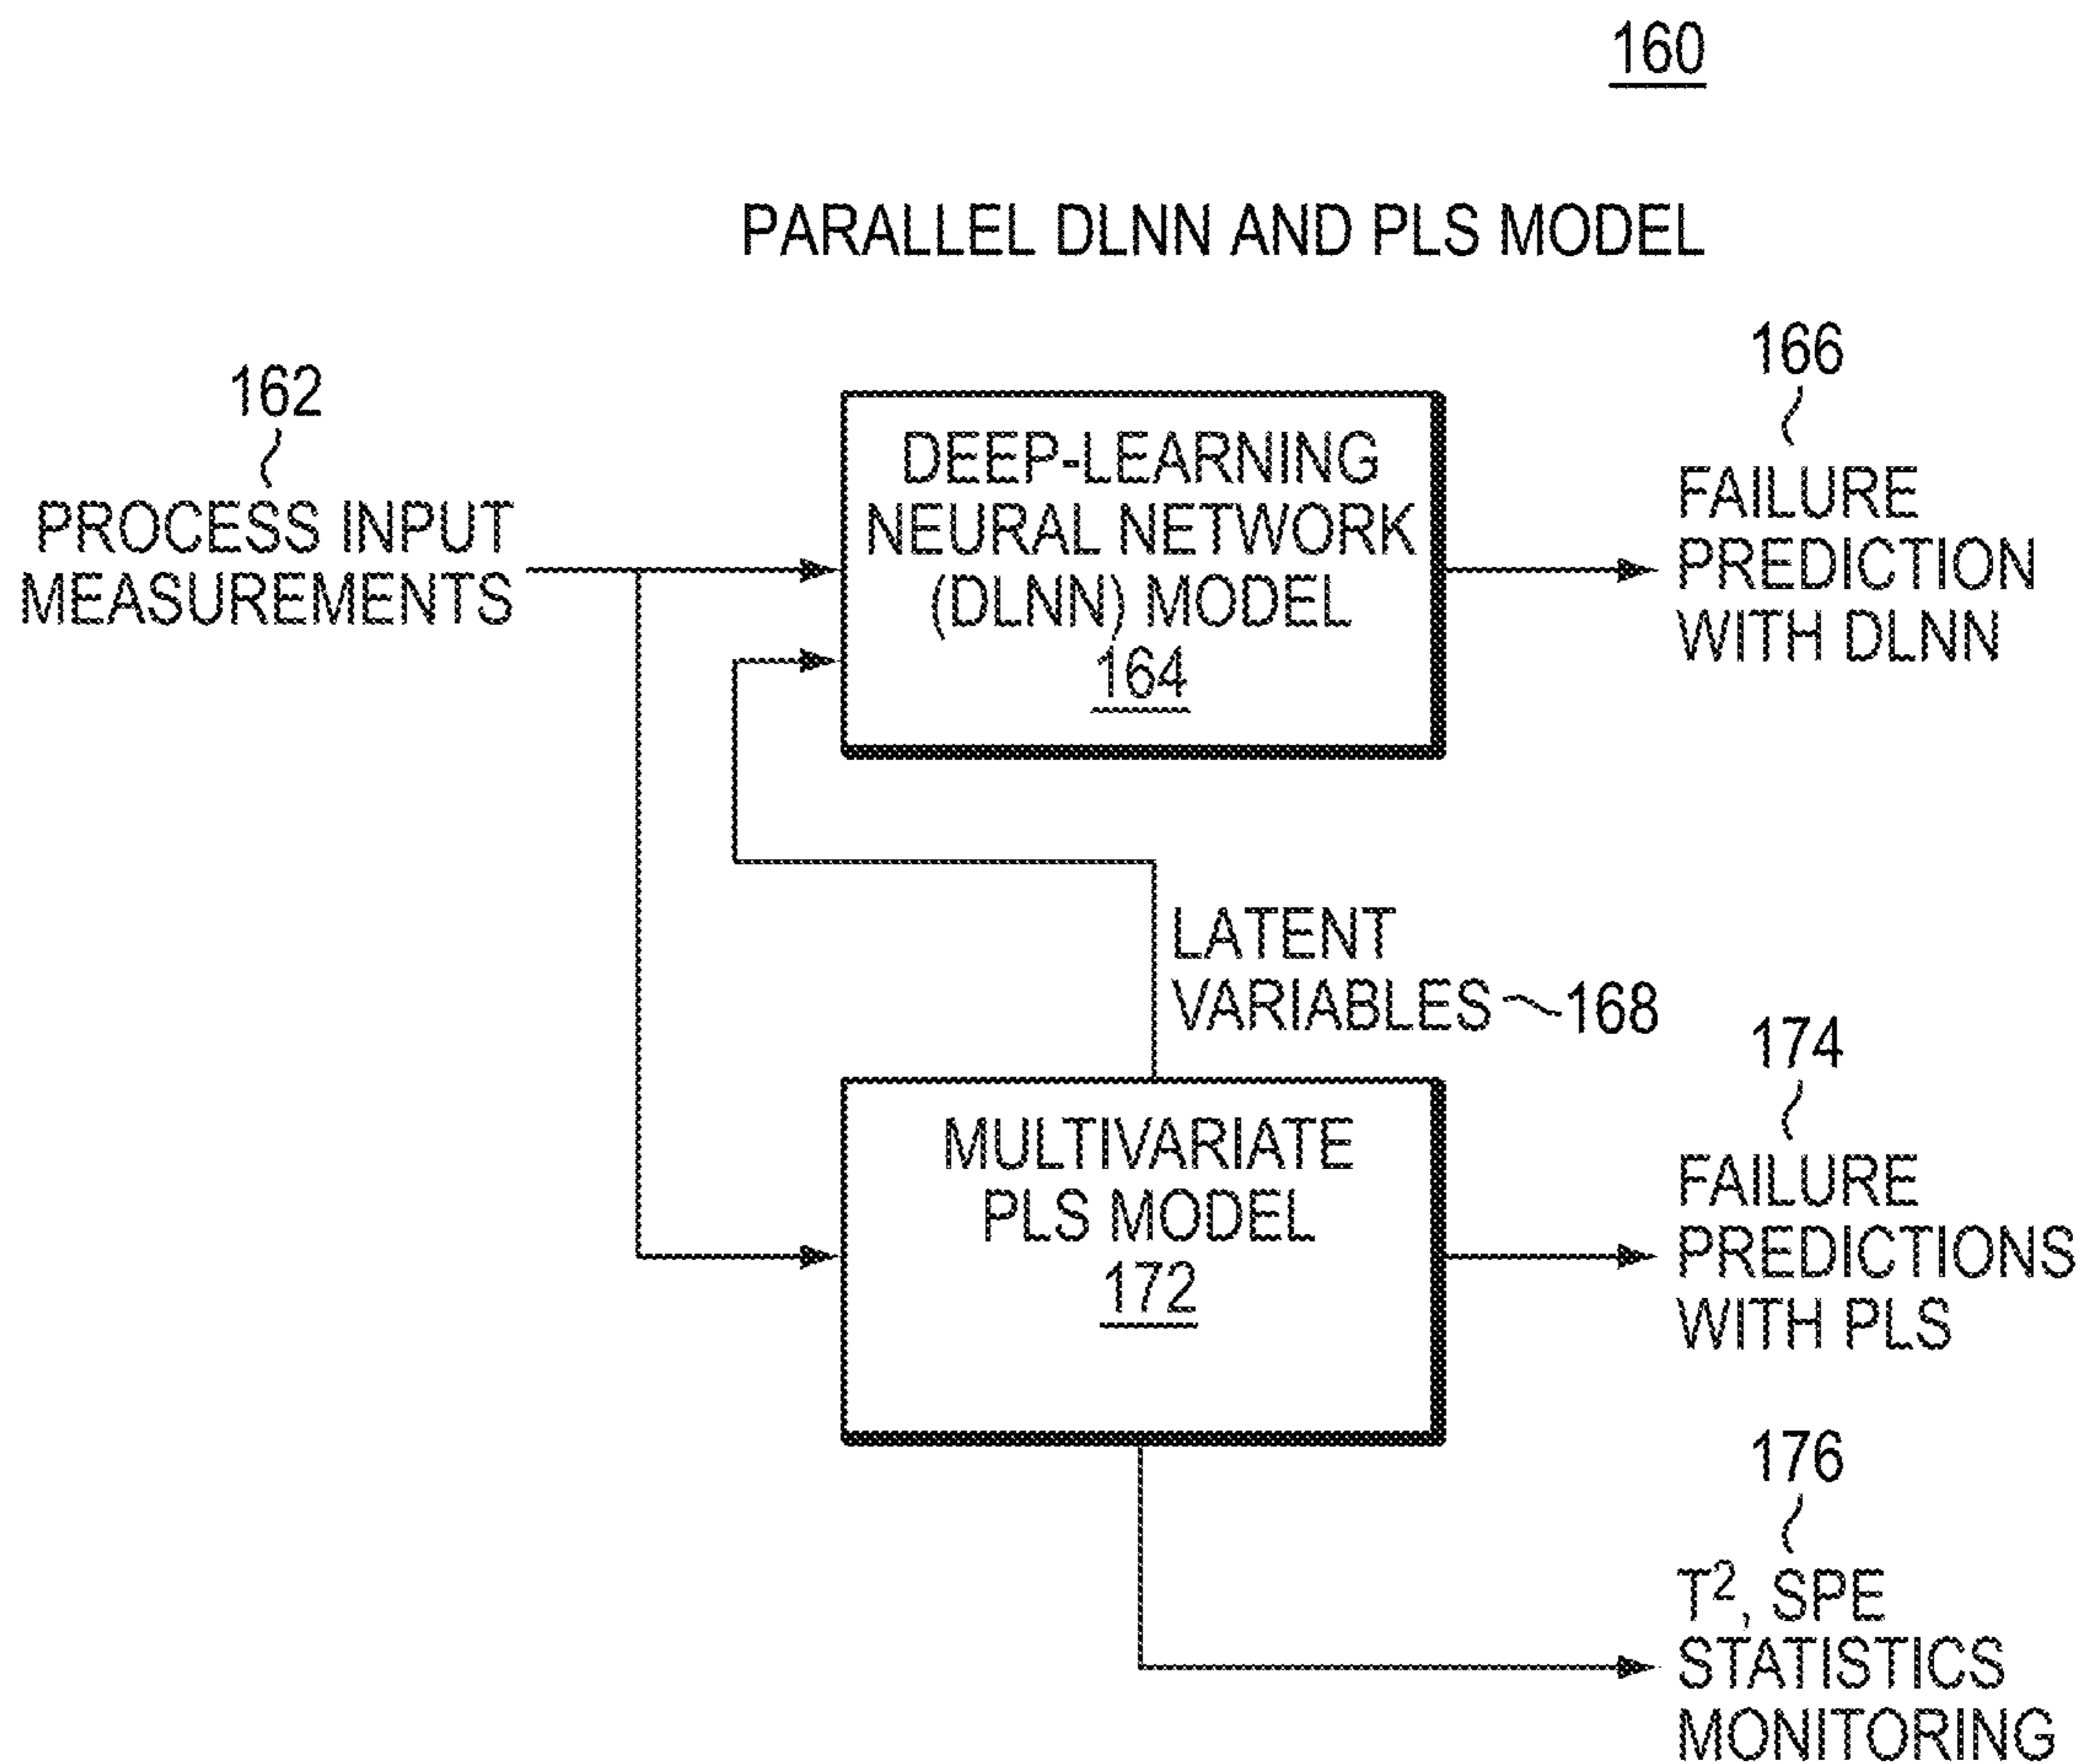 160
PARALLEL DLNN AND PLS MODEL
162
PROCESS INPUT
MEASUREMENTS
DEEP-LEARNING
NEURAL NETWORK
(DLNN) MODEL
164
166
FAILURE
PREDICTION
WITH DLNN
LATENT
VARIABLES 168
MULTIVARIATE
PLS MODEL
172
174
FAILURE
PREDICTIONS
WITH PLS
176
T², SPE
STATISTICS
MONITORING